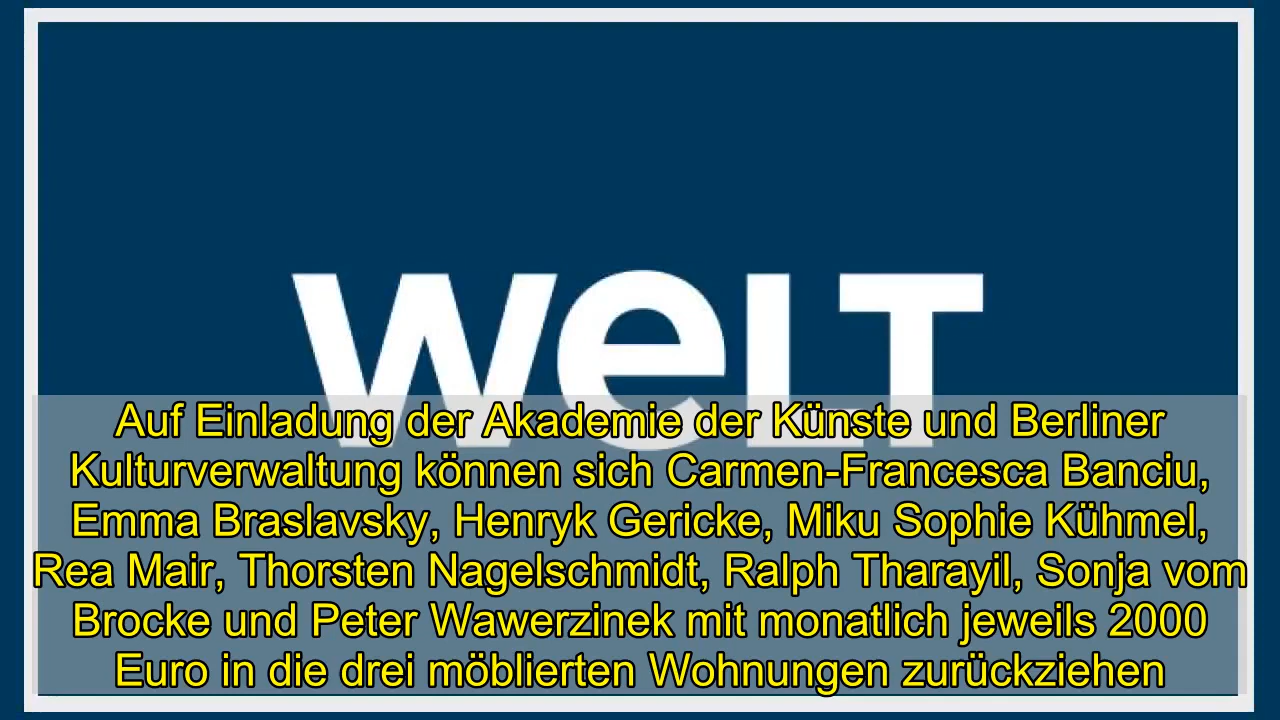 WELT
Auf Einladung der Akademie der Künste und Berliner
Kulturverwaltung können sich Carmen-Francesca Banciu,
Emma Braslavsky, Henryk Gericke, Miku Sophie Kühmel,
Rea Mair, Thorsten Nagelschmidt, Ralph Tharayil, Sonja vom
Brocke und Peter Wawerzinek mit monatlich jeweils 2000
Euro in die drei möblierten Wohnungen zurückziehen